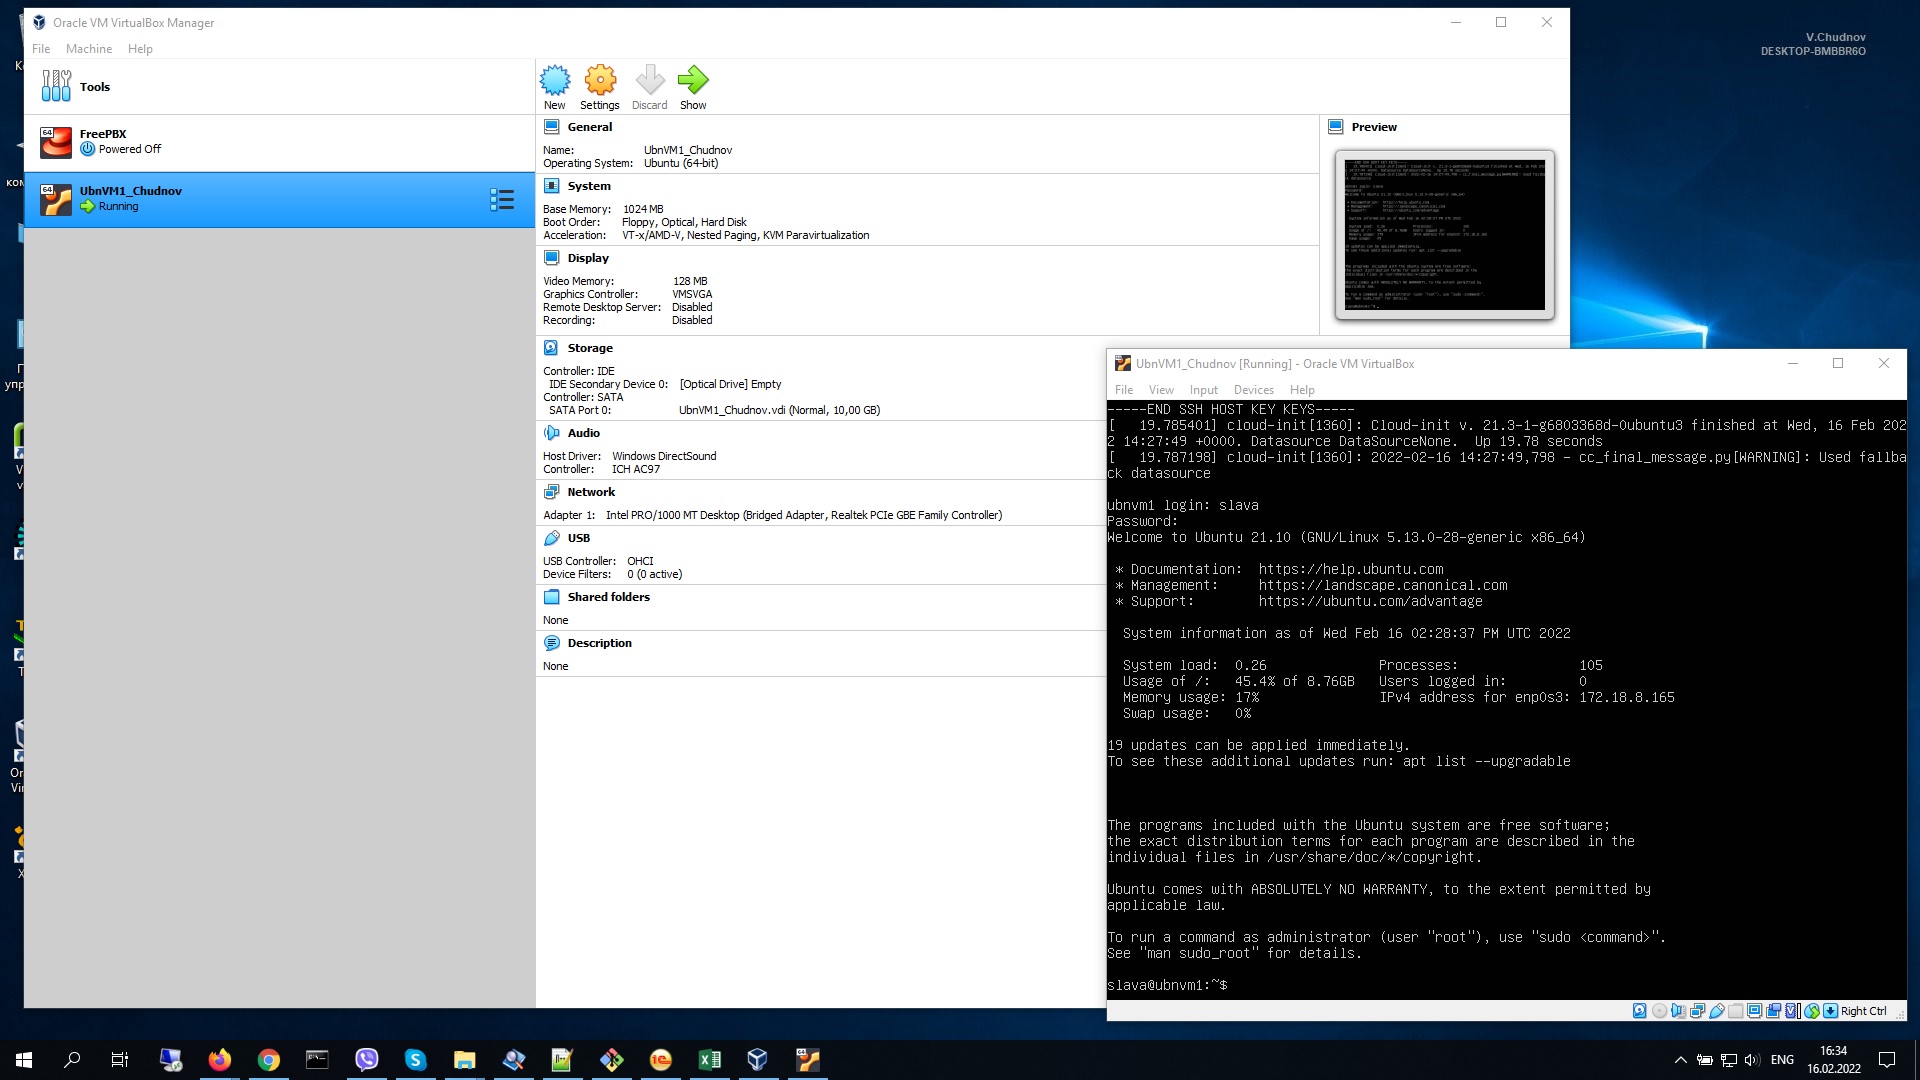 Oracle VM VirtualBox Manager
File Machine Help
V.Chudnov
DESKTOP-BMBBR6O
Tools
New Settings Discard Show
64
FreePBX
Powered Off
64
UbnVM1_Chudnov
Running
General
Name: UbnVM1_Chudnov
Operating System: Ubuntu (64-bit)
System
Base Memory: 1024 MB
Boot Order: Floppy, Optical, Hard Disk
Acceleration: VT-x/AMD-V, Nested Paging, KVM Paravirtualization
Display
Video Memory: 128 MB
Graphics Controller: VMSVGA
Remote Desktop Server: Disabled
Recording: Disabled
Storage
Controller: IDE
IDE Secondary Device 0: [Optical Drive] Empty
Controller: SATA
SATA Port 0: UbnVM1_Chudnov.vdi (Normal, 10,00 GB)
Audio
Host Driver: Windows DirectSound
Controller: ICH AC97
Network
Adapter 1: Intel PRO/1000 MT Desktop (Bridged Adapter, Realtek PCIe GBE Family Controller)
USB
USB Controller: OHCI
Device Filters: 0 (0 active)
Shared folders
None
Description
None
Preview
UbnVM1_Chudnov [Running] - Oracle VM VirtualBox
File View Input Devices Help
-----END SSH HOST KEY KEYS-----
[   19.785401] cloud-init[1360]: Cloud-init v. 21.3-1-g6803368d-0ubuntu3 finished at Wed, 16 Feb 202
2 14:27:49 +0000. Datasource DataSourceNone.  Up 19.78 seconds
[   19.787198] cloud-init[1360]: 2022-02-16 14:27:49,798 - cc_final_message.py[WARNING]: Used fallba
ck datasource
ubnvm1 login: slava
Password:
Welcome to Ubuntu 21.10 (GNU/Linux 5.13.0-28-generic x86_64)
* Documentation:  https://help.ubuntu.com
* Management:     https://landscape.canonical.com
* Support:        https://ubuntu.com/advantage
System information as of Wed Feb 16 02:28:37 PM UTC 2022
System load:  0.26 Processes: 105
Usage of /:   45.4% of 8.76GB Users logged in: 0
Memory usage: 17% IPv4 address for enp0s3: 172.18.8.165
Swap usage:   0%
19 updates can be applied immediately.
To see these additional updates run: apt list --upgradable
The programs included with the Ubuntu system are free software;
the exact distribution terms for each program are described in the
individual files in /usr/share/doc/*/copyright.
Ubuntu comes with ABSOLUTELY NO WARRANTY, to the extent permitted by
applicable law.
To run a command as administrator (user "root"), use "sudo <command>".
See "man sudo_root" for details.
slava@ubnvm1:~$
Right Ctrl
ENG
16:34
16.02.2022